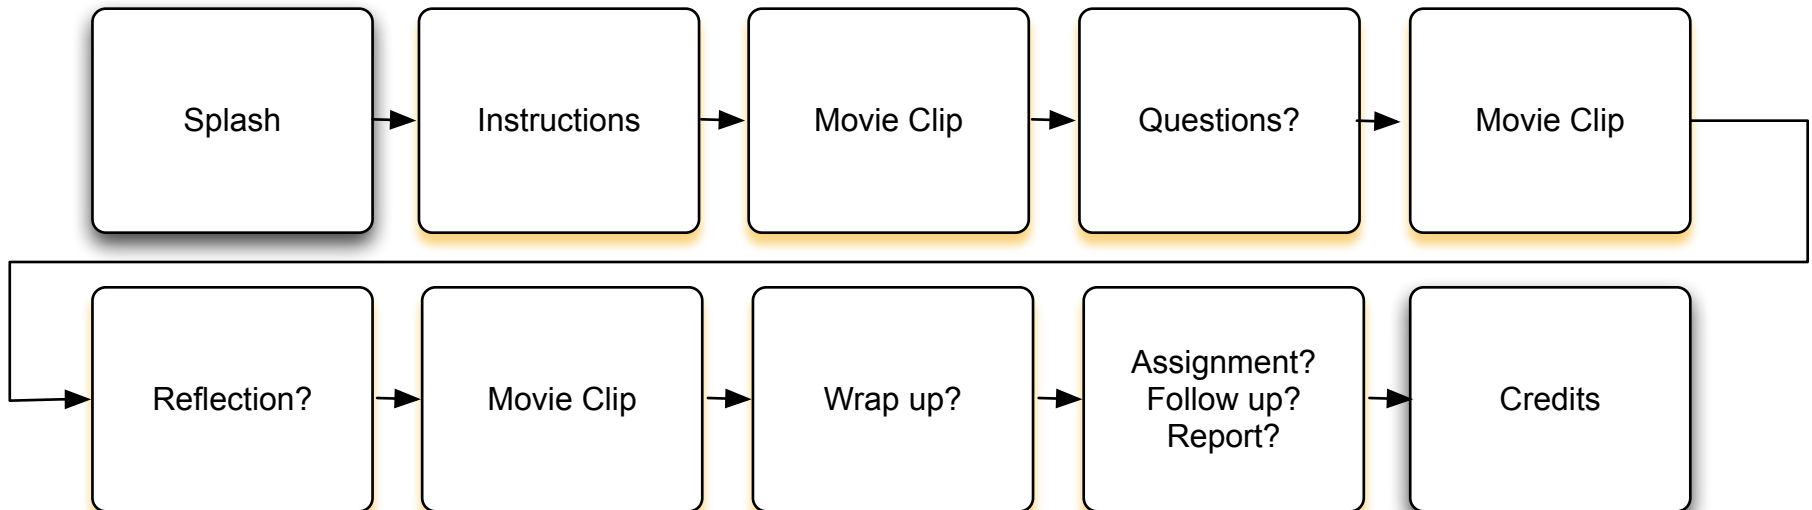 Splash
Instructions
Movie Clip
Questions?
Movie Clip
Reflection?
Movie Clip
Wrap up?
Assignment?
Follow up?
Report?
Credits